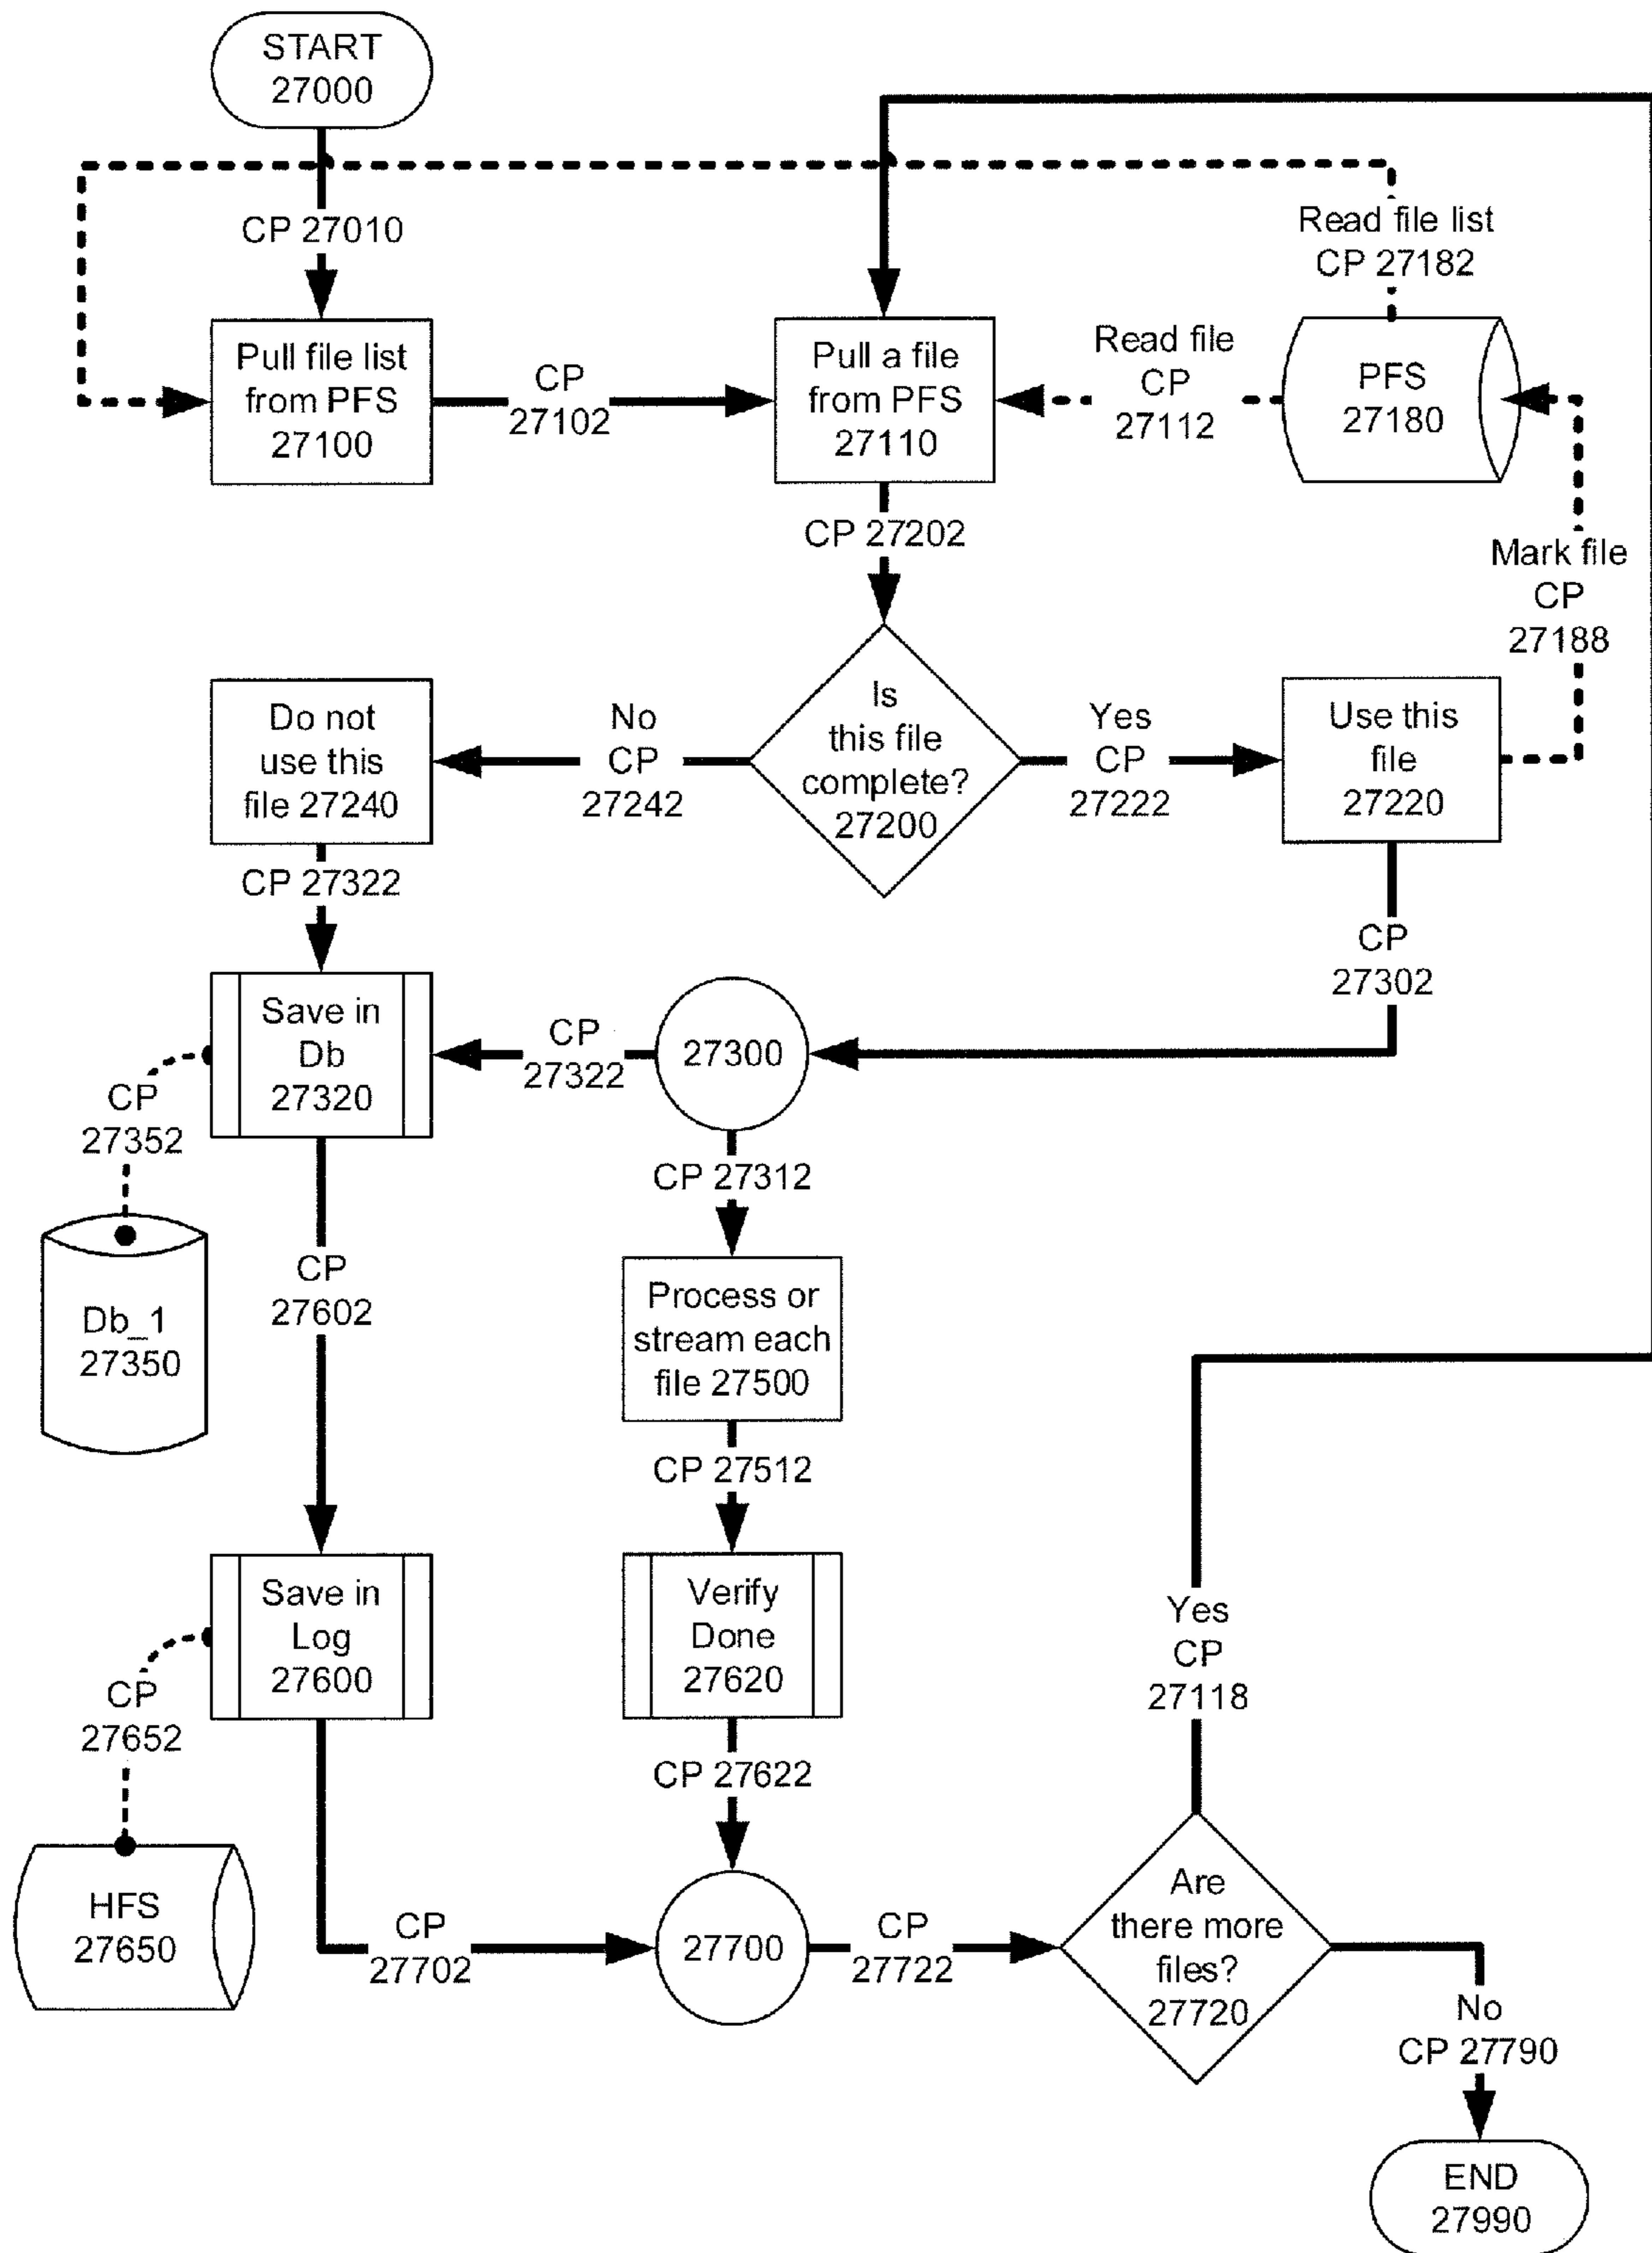 START
27000
CP 27010
Read file list
CP 27182
Pull file list
from PFS
27100
CP
27102
Pull a file
from PFS
27110
Read file
CP
27112
PFS
27180
CP 27202
Mark file
CP
27188
Do not
use this
file 27240
No
CP
27242
Is
this file
complete?
27200
Yes
CP
27222
Use this
file
27220
CP 27322
CP
27302
Save in
Db
27320
CP
27322
27300
CP
27352
CP 27312
Db_1
27350
CP
27602
Process or
stream each
file 27500
CP 27512
Save in
Log
27600
Verify
Done
27620
Yes
CP
27118
CP
27652
CP 27622
HFS
27650
CP
27702
27700
CP
27722
Are
there more
files?
27720
No
CP 27790
END
27990